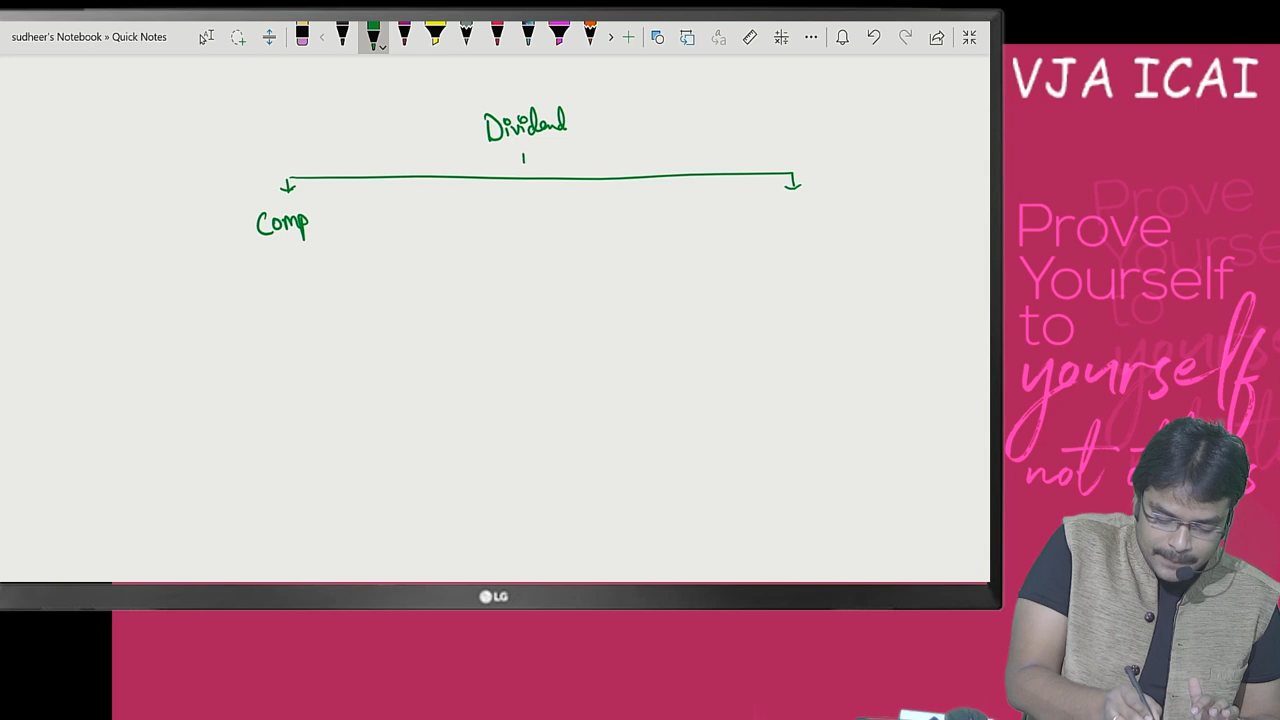 sudheer's Notebook » Quick Notes
VJA ICAI
Dividend
Comp
Prove
Yourself
to
yourself
not
LG